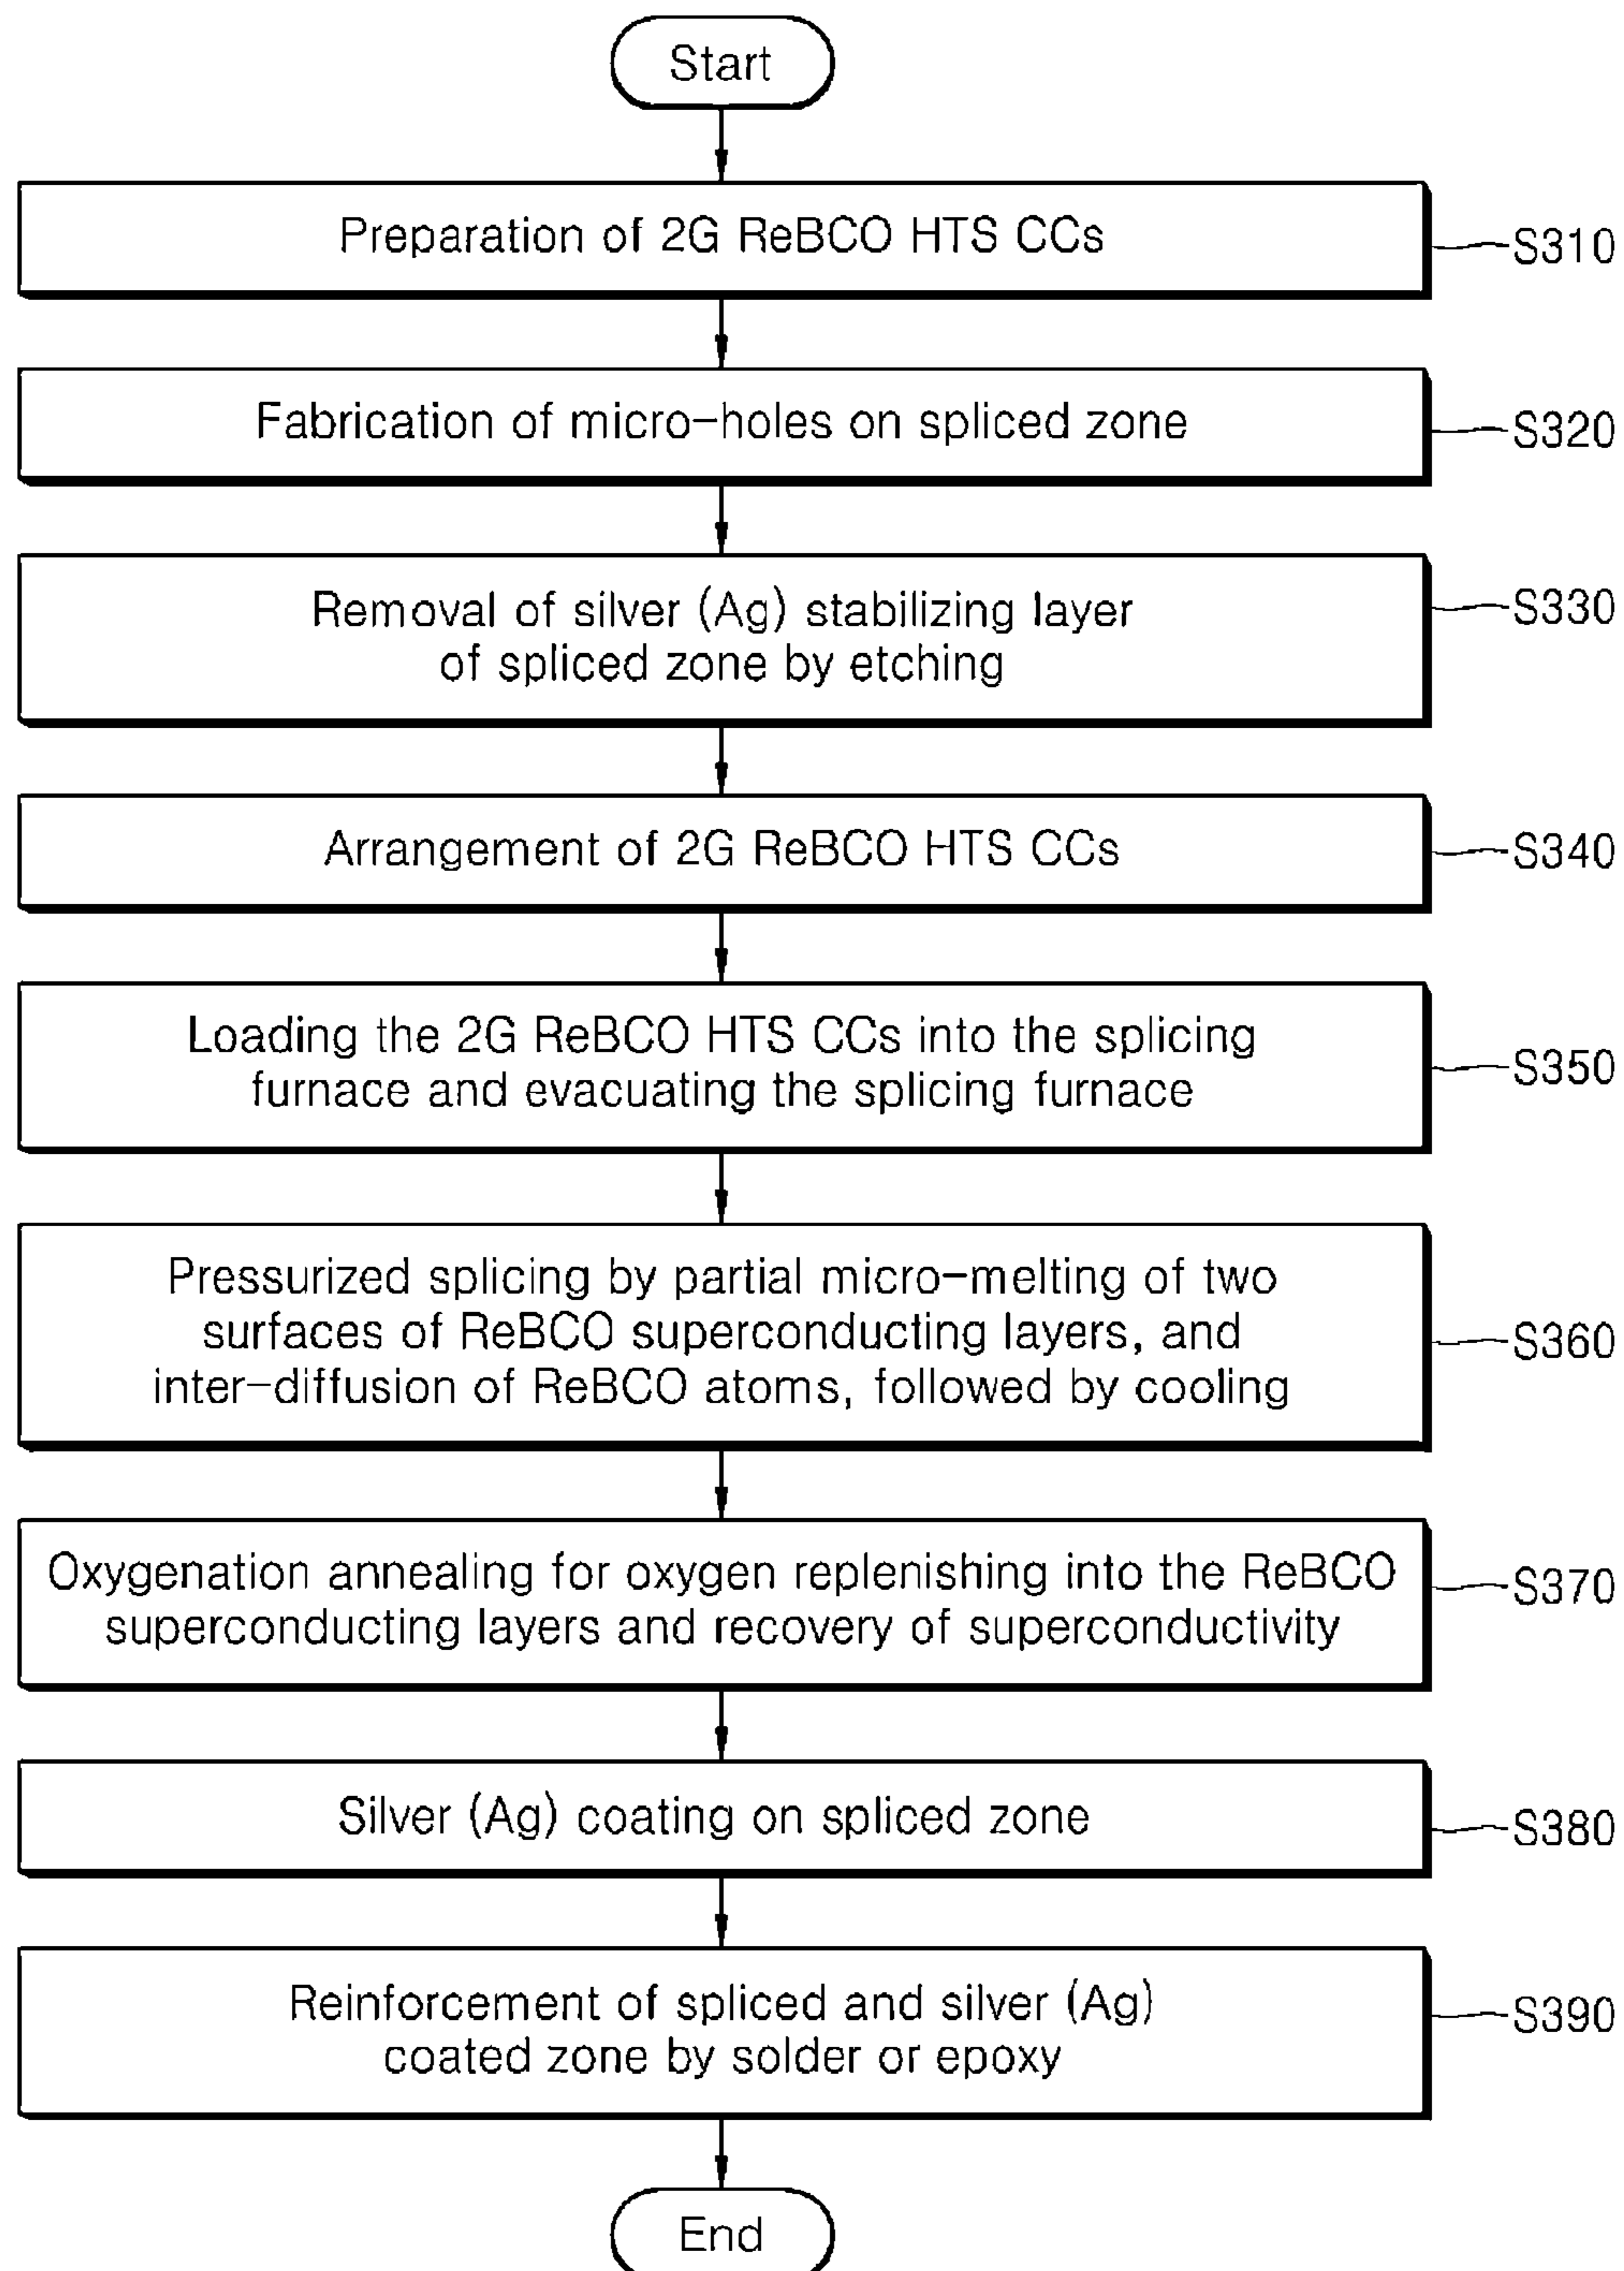 Start
Preparation of 2G ReBCO HTS CCs
S310
Fabrication of micro-holes on spliced zone
S320
Removal of silver (Ag) stabilizing layer
of spliced zone by etching
S330
Arrangement of 2G ReBCO HTS CCs
S340
Loading the 2G ReBCO HTS CCs into the splicing
furnace and evacuating the splicing furnace
S350
Pressurized splicing by partial micro-melting of two
surfaces of ReBCO superconducting layers, and
inter-diffusion of ReBCO atoms, followed by cooling
S360
Oxygenation annealing for oxygen replenishing into the ReBCO
superconducting layers and recovery of superconductivity
S370
Silver (Ag) coating on spliced zone
S380
Reinforcement of spliced and silver (Ag)
coated zone by solder or epoxy
S390
End